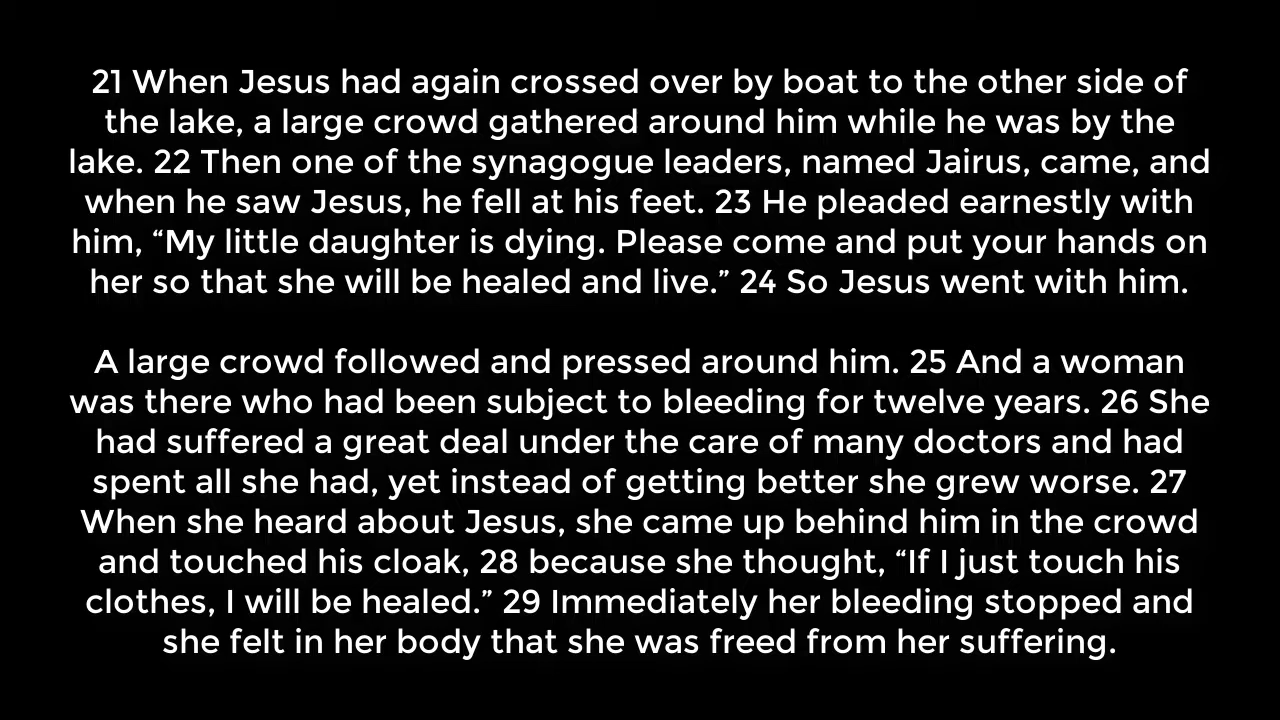 21 When Jesus had again crossed over by boat to the other side of
the lake, a large crowd gathered around him while he was by the
lake. 22 Then one of the synagogue leaders, named Jairus, came, and
when he saw Jesus, he fell at his feet. 23 He pleaded earnestly with
him, “My little daughter is dying. Please come and put your hands on
her so that she will be healed and live.” 24 So Jesus went with him.
A large crowd followed and pressed around him. 25 And a woman
was there who had been subject to bleeding for twelve years. 26 She
had suffered a great deal under the care of many doctors and had
spent all she had, yet instead of getting better she grew worse. 27
When she heard about Jesus, she came up behind him in the crowd
and touched his cloak, 28 because she thought, “If I just touch his
clothes, I will be healed.” 29 Immediately her bleeding stopped and
she felt in her body that she was freed from her suffering.